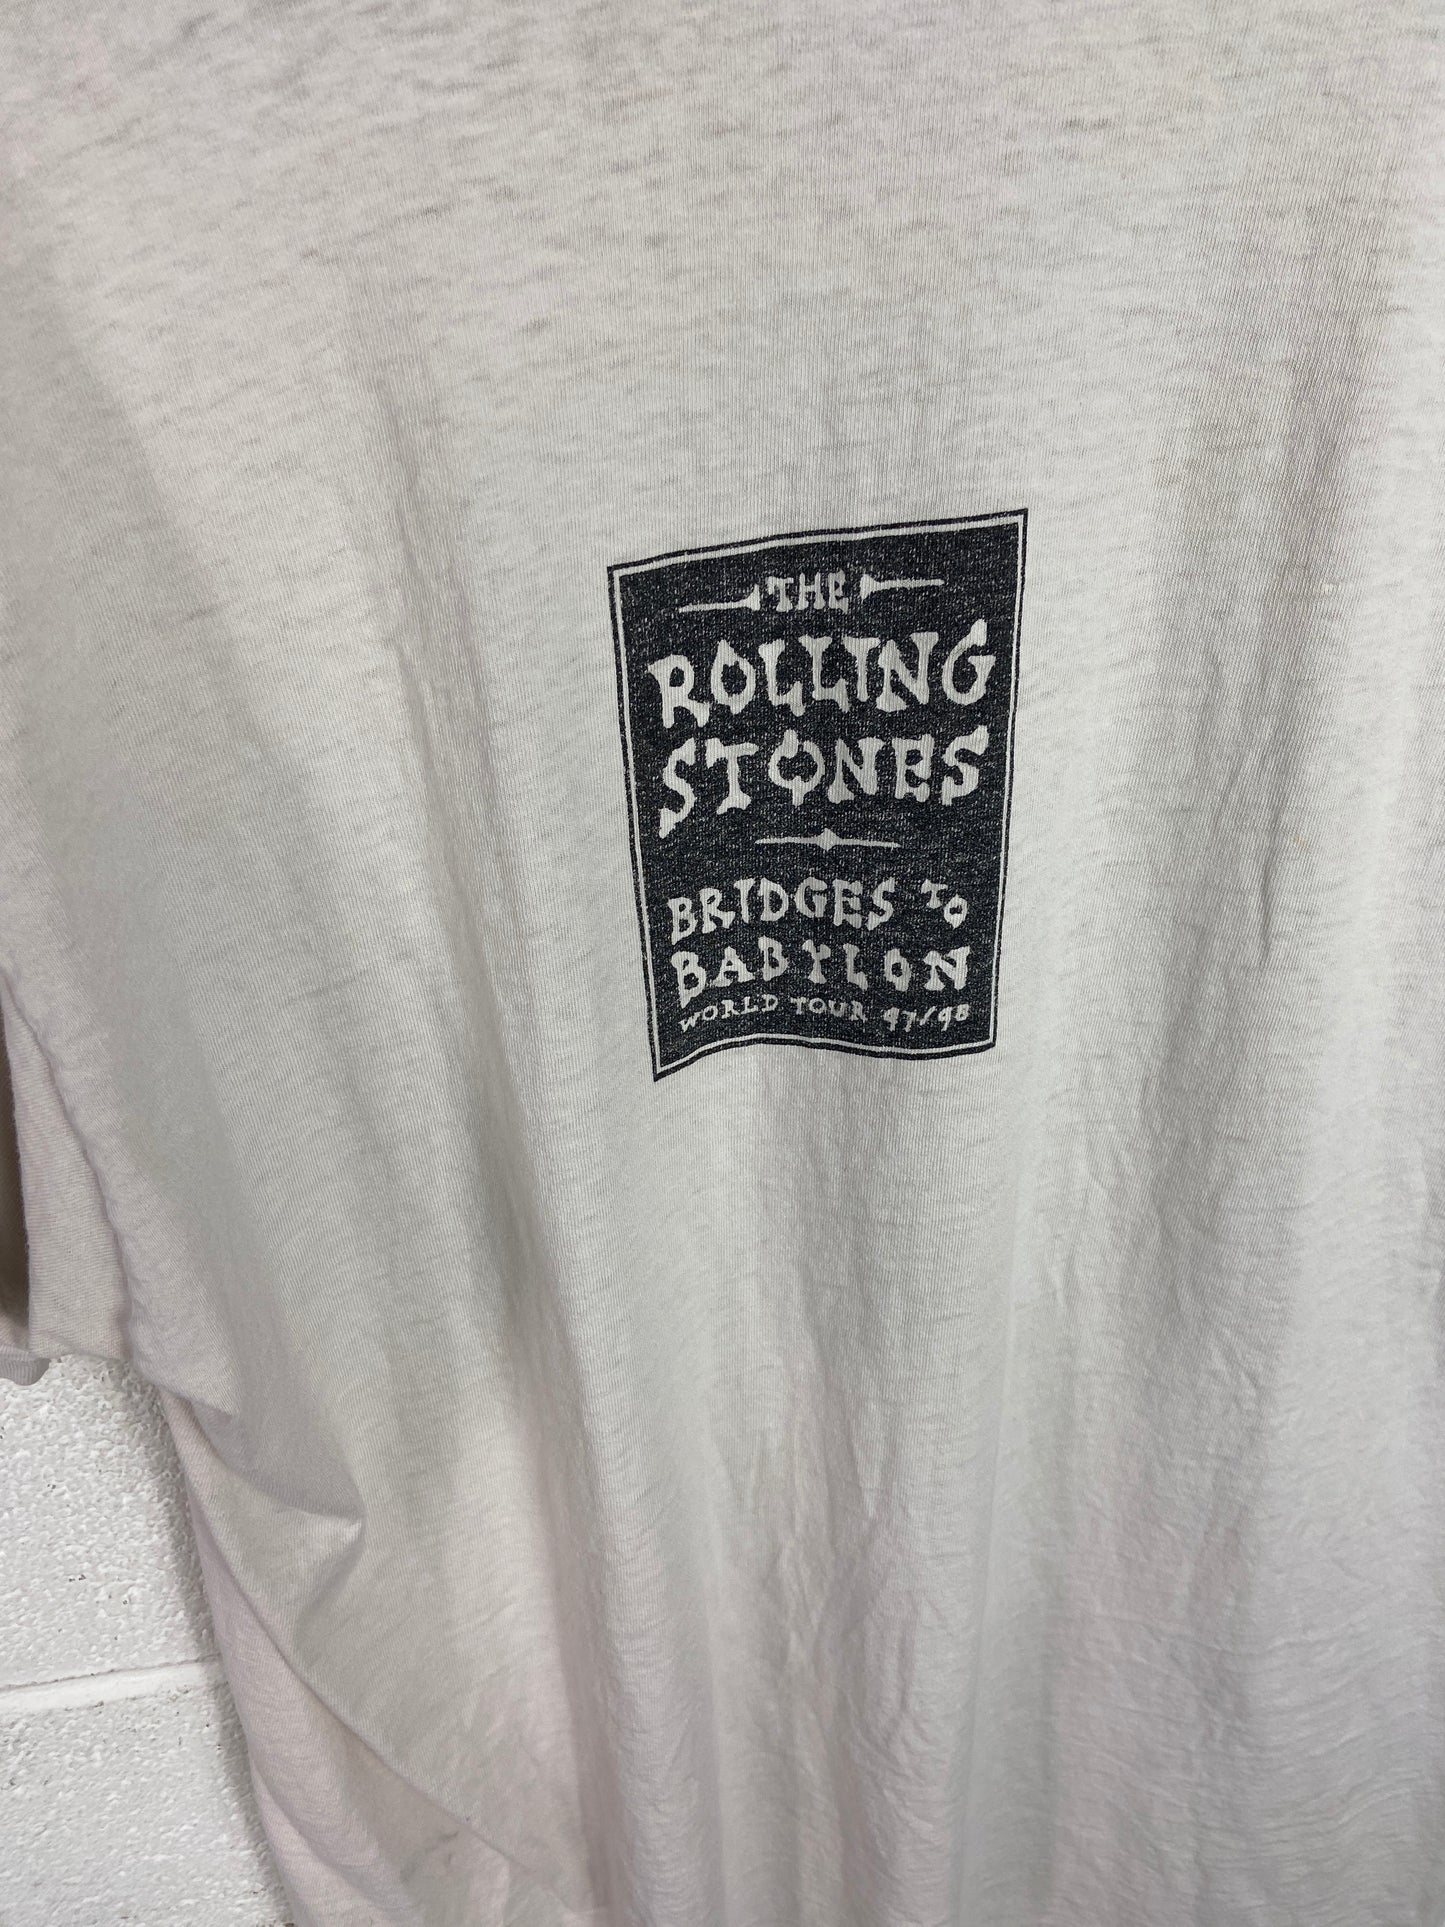 THE
ROLLING
STONES
BRIDGES TO
BABYLON
WORLD TOUR 97/98